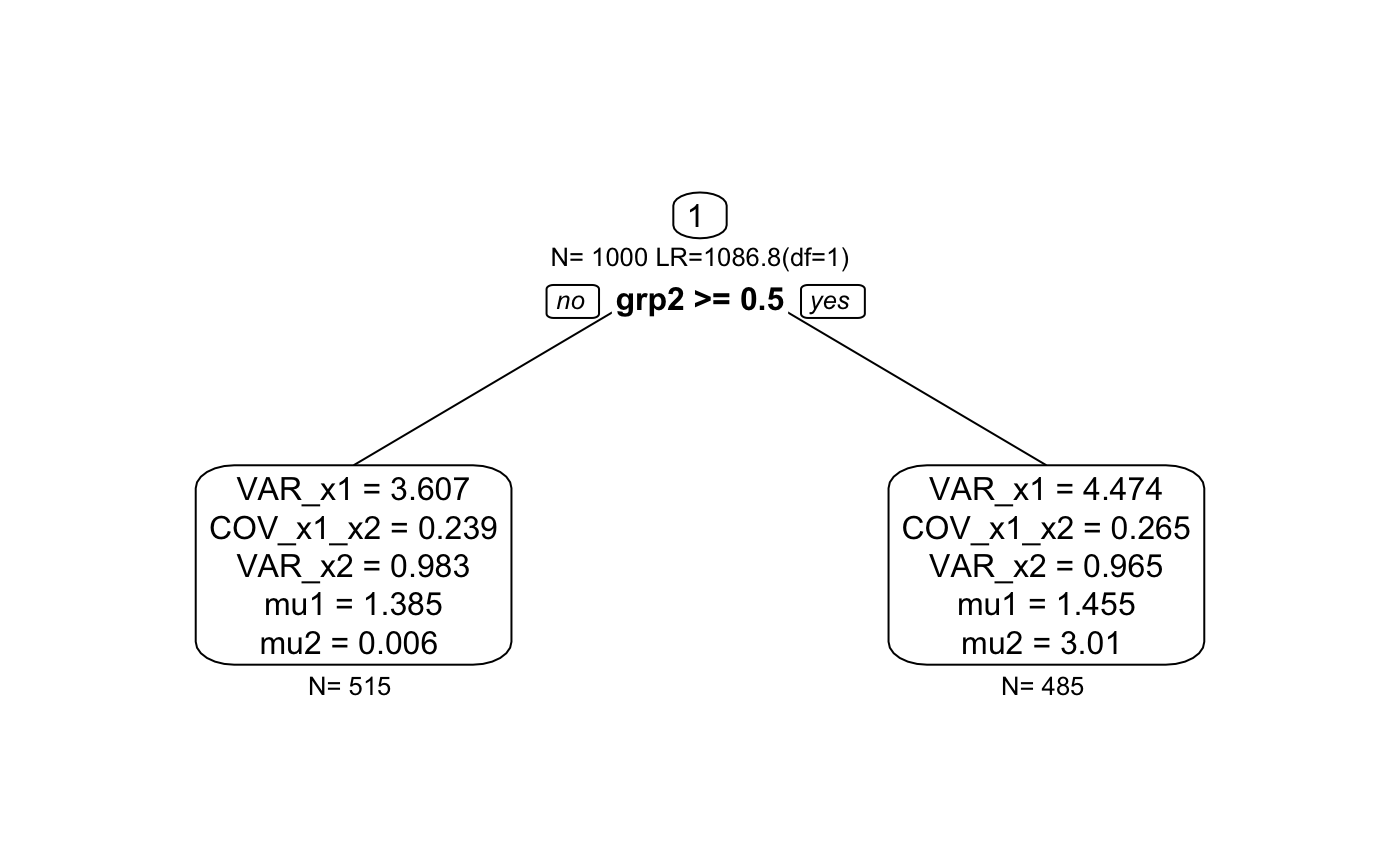 1
N= 1000 LR=1086.8(df=1)
no grp2 >= 0.5 yes
VAR_x1 = 3.607
COV_x1_x2 = 0.239
VAR_x2 = 0.983
mu1 = 1.385
mu2 = 0.006
N= 515
VAR_x1 = 4.474
COV_x1_x2 = 0.265
VAR_x2 = 0.965
mu1 = 1.455
mu2 = 3.01
N= 485